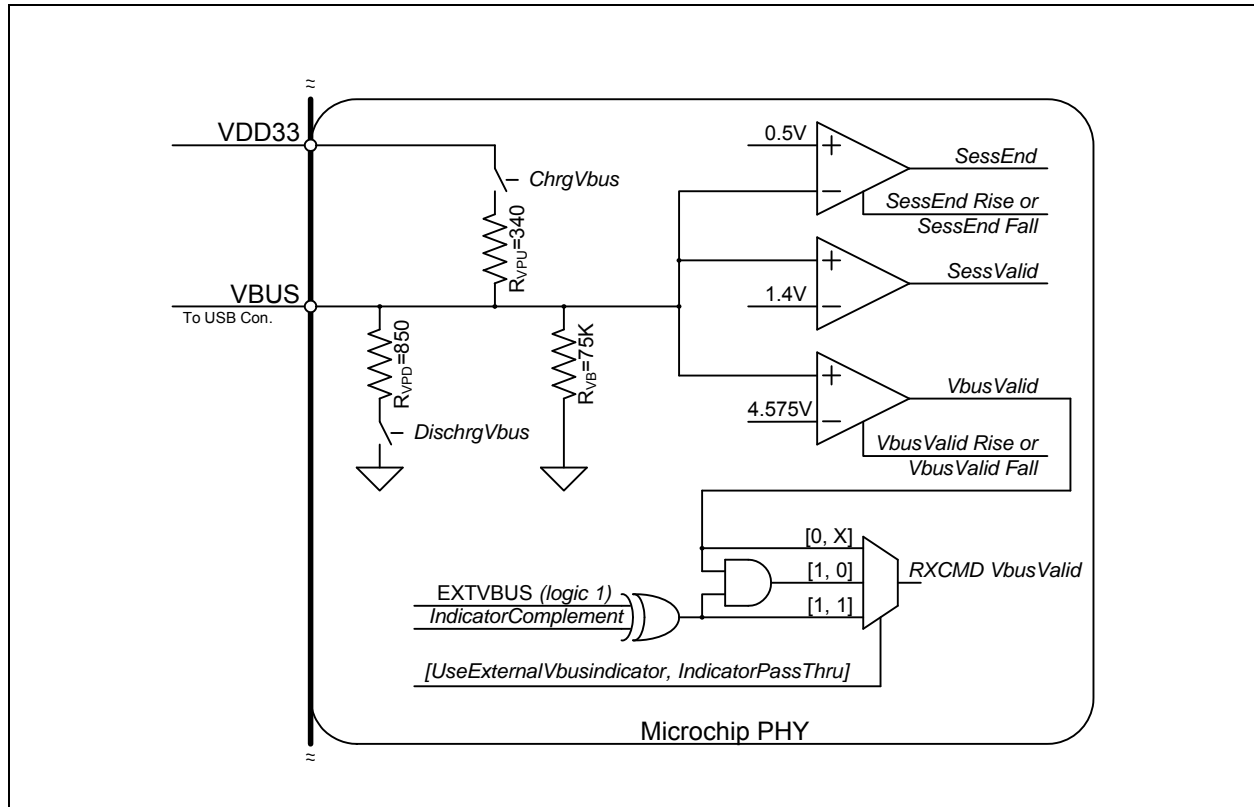 ≈
VDD33
0.5V
+
−
SessEnd
ChrgVbus
SessEnd Rise or
SessEnd Fall
RVPU=340
+
SessValid
VBUS
1.4V
−
To USB Con.
RVPD=850
RVB=75K
+
VbusValid
4.575V
−
DischrgVbus
VbusValid Rise or
VbusValid Fall
[0, X]
[1, 0]
RXCMD VbusValid
EXTVBUS (logic 1)
[1, 1]
IndicatorComplement
[UseExternalVbusindicator, IndicatorPassThru]
Microchip PHY
≈